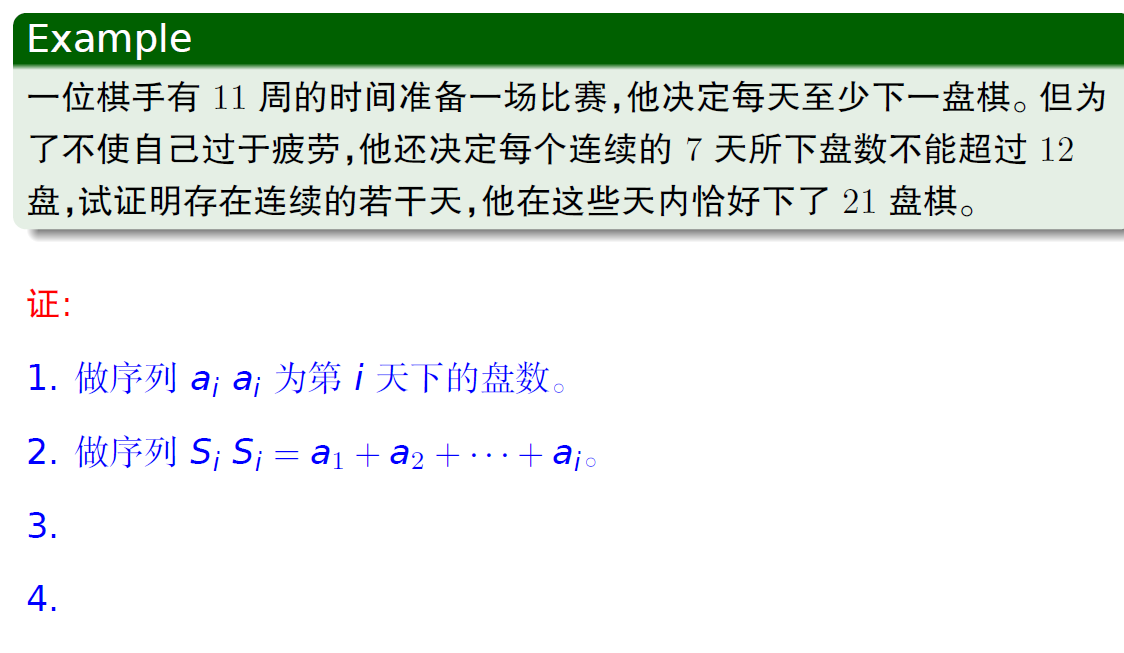 Example
一位棋手有 11 周的时间准备一场比赛,他决定每天至少下一盘棋。但为
了不使自己过于疲劳,他还决定每个连续的 7 天所下盘数不能超过 12
盘,试证明存在连续的若干天,他在这些天内恰好下了 21 盘棋。
证:
1. 做序列 a_i a_i 为第 i 天下的盘数。
2. 做序列 S_i S_i = a_1 + a_2 + ⋯ + a_i。
3.
4.